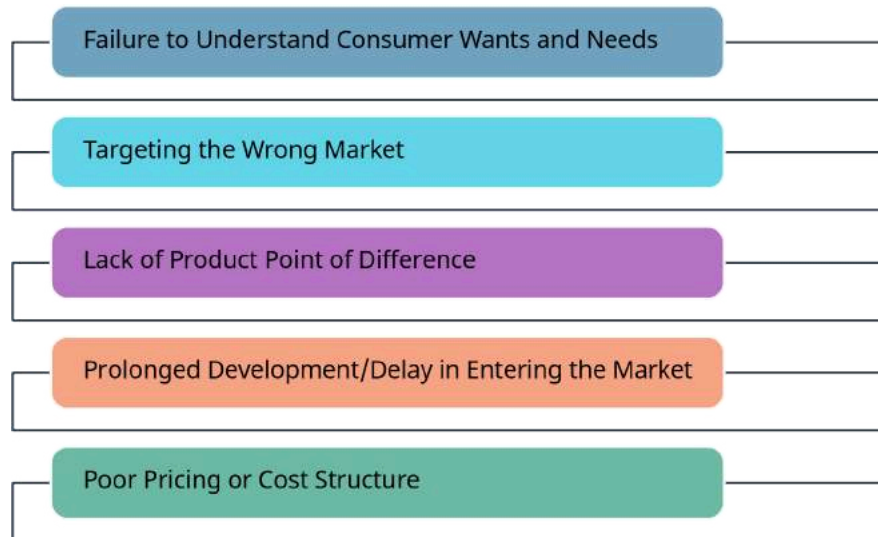 Failure to Understand Consumer Wants and Needs
Targeting the Wrong Market
Lack of Product Point of Difference
Prolonged Development/Delay in Entering the Market
Poor Pricing or Cost Structure